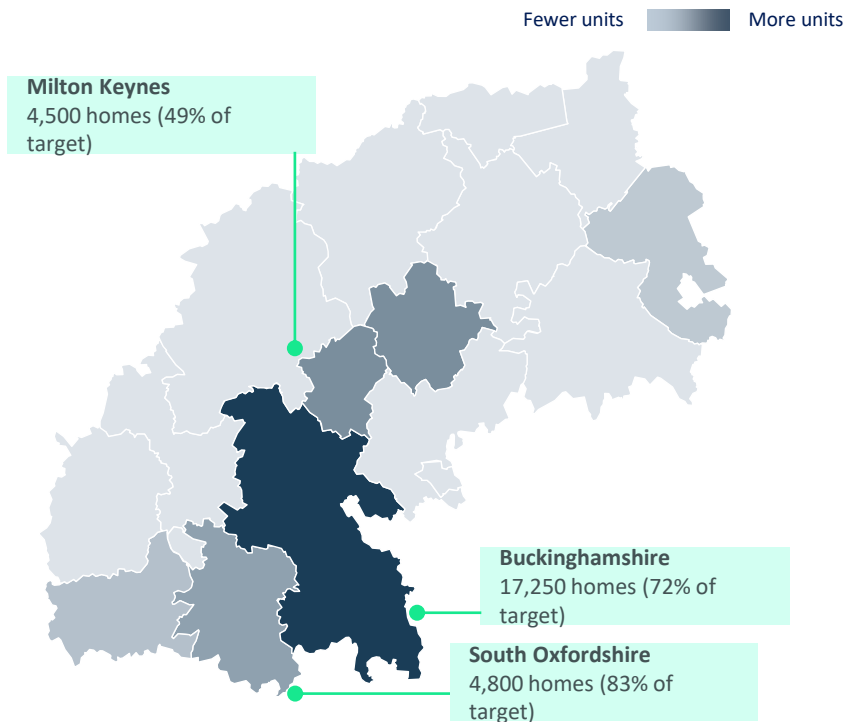 Fewer units More units
Milton Keynes
4,500 homes (49% of
target)
Buckinghamshire
17,250 homes (72% of
target)
South Oxfordshire
4,800 homes (83% of
target)